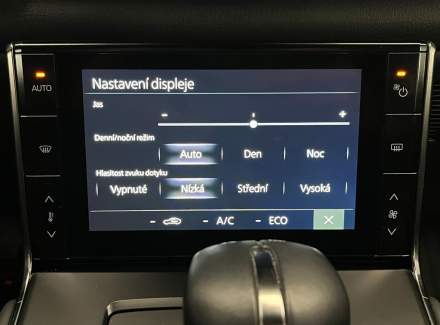 Nastavení displeje
AUTO
Jas
- +
Denní/noční režim
Auto Den Noc
Hlasitost zvuku dotyku
Vypnuté Nízká Střední Vysoká
- - A/C - ECO